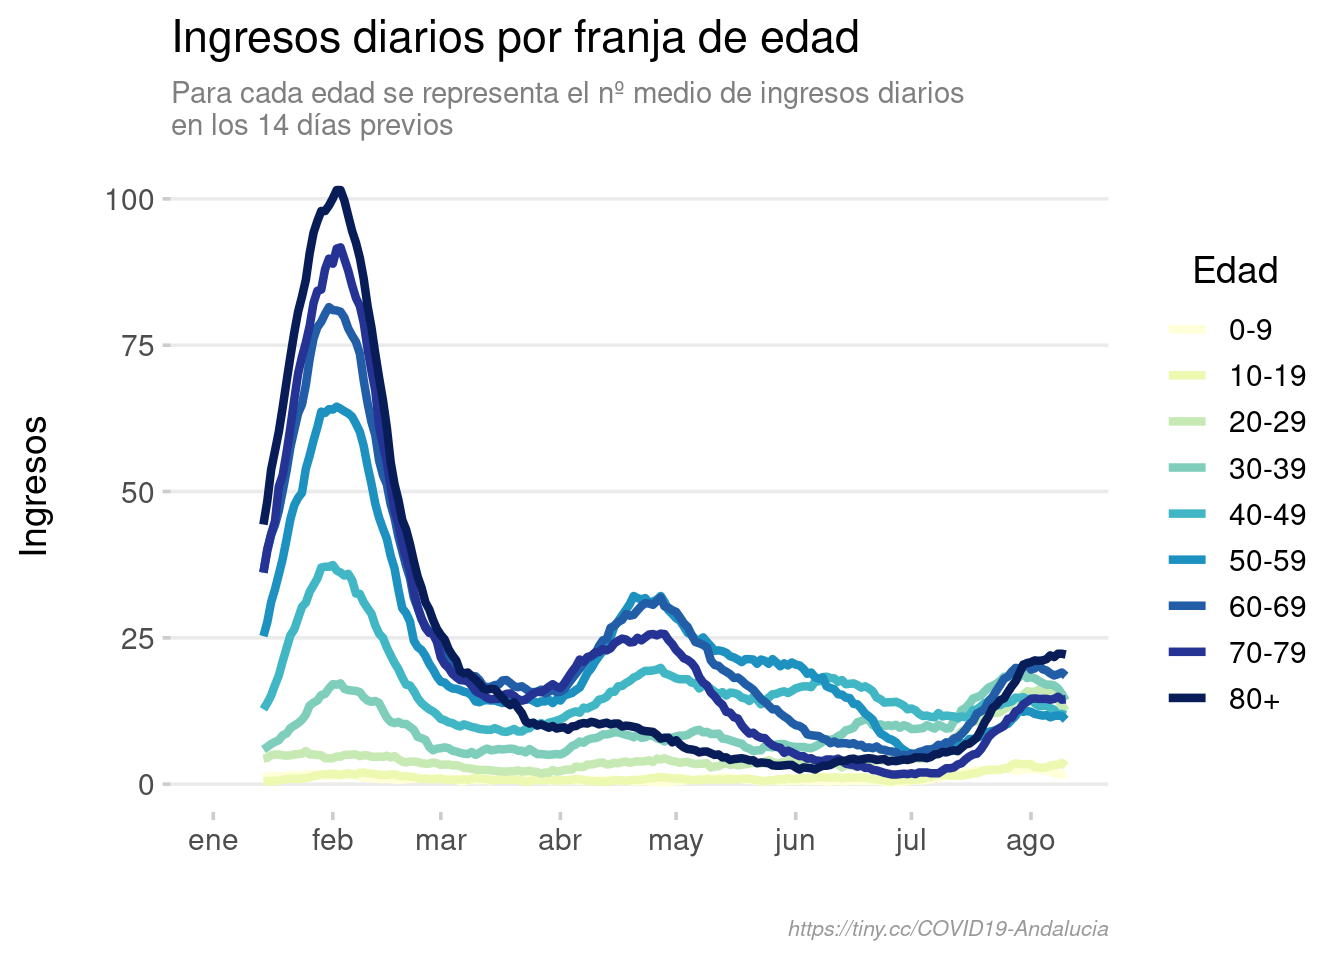 Ingresos diarios por franja de edad
Para cada edad se representa el nº medio de ingresos diarios
en los 14 días previos
Ingresos
100
75
50
25
0
ene
feb
mar
abr
may
jun
jul
ago
Edad
0-9
10-19
20-29
30-39
40-49
50-59
60-69
70-79
80+
https://tiny.cc/COVID19-Andalucia